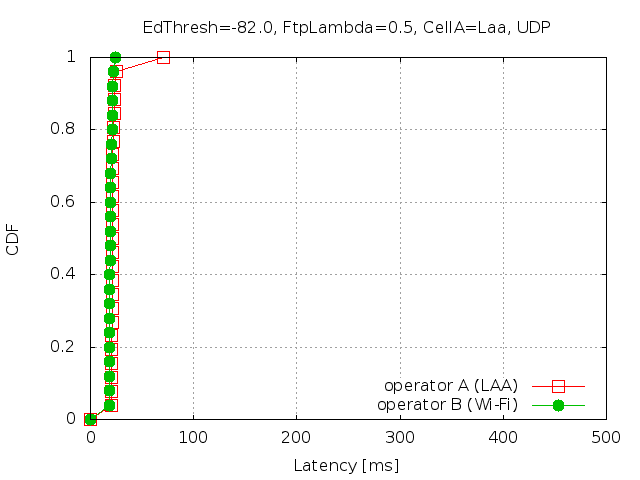 EdThresh=-82.0, FtpLambda=0.5, CellA=Laa, UDP
1
0.8
0.6
0.4
0.2
0
CDF
operator A (LAA)
operator B (Wi-Fi)
0 100 200 300 400 500
Latency [ms]